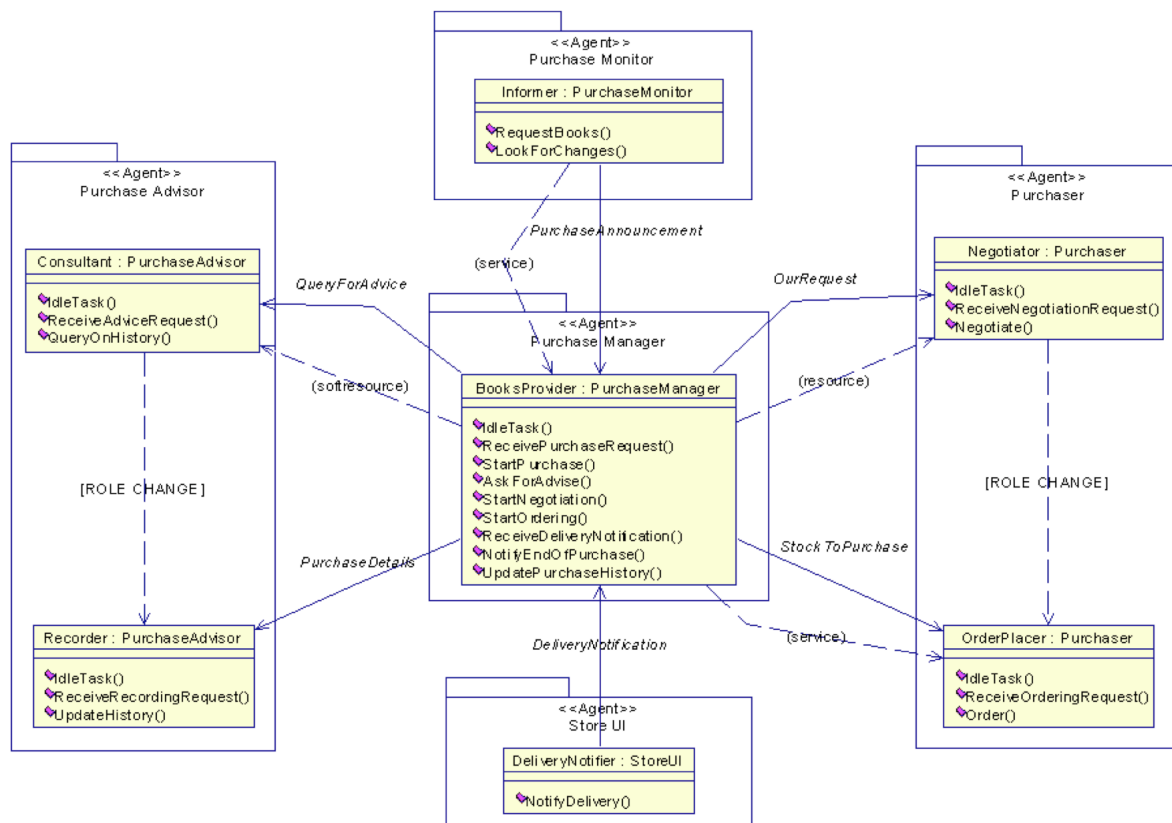 <<Agent>>
Purchase Monitor
Informer : PurchaseMonitor
RequestBooks()
LookForChanges()
<<Agent>>
Purchase Advisor
Consultant : PurchaseAdvisor
IdleTask()
ReceiveAdviceRequest()
QueryOnHistory()
[ROLE CHANGE]
Recorder : PurchaseAdvisor
IdleTask()
ReceiveRecordingRequest()
UpdateHistory()
PurchaseAnnouncement
(service)
QueryForAdvice
(softresource)
PurchaseDetails
<<Agent>>
Purchase Manager
BooksProvider : PurchaseManager
IdleTask()
ReceivePurchaseRequest()
StartPurchase()
AskForAdvise()
StartNegotiation()
StartOrdering()
ReceiveDeliveryNotification()
NotifyEndOfPurchase()
UpdatePurchaseHistory()
OurRequest
(resource)
StockToPurchase
(service)
<<Agent>>
Purchaser
Negotiator : Purchaser
IdleTask()
ReceiveNegotiationRequest()
Negotiate()
[ROLE CHANGE]
OrderPlacer : Purchaser
IdleTask()
ReceiveOrderingRequest()
Order()
DeliveryNotification
<<Agent>>
Store UI
DeliveryNotifier : StoreUI
NotifyDelivery()